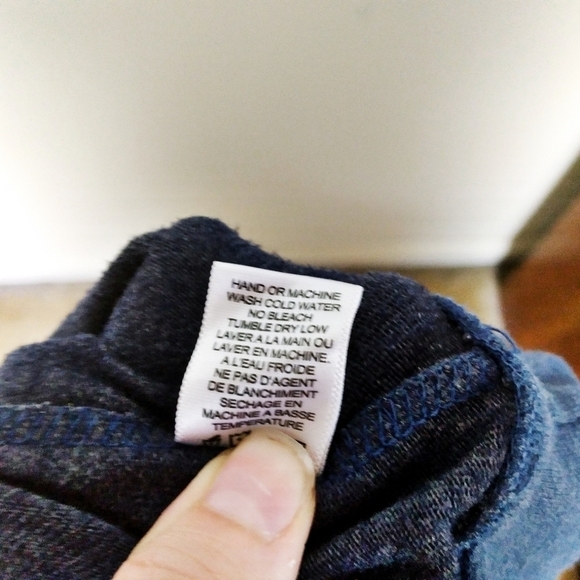 HAND OR MACHINE
WASH COLD WATER
NO BLEACH
TUMBLE DRY LOW
LAVER A LA MAIN OU
LAVER EN MACHINE.
A L'EAU FROIDE
NE PAS D'AGENT
DE BLANCHIMENT
SECHAGE EN
MACHINE A BASSE
TEMPERATURE